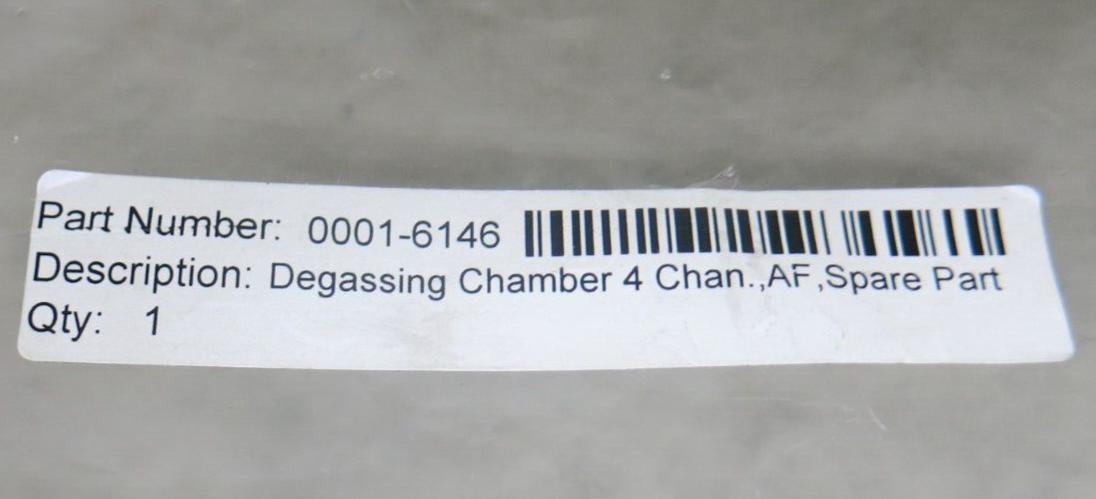 Part Number: 0001-6146
Description: Degassing Chamber 4 Chan.,AF,Spare Part
Qty: 1